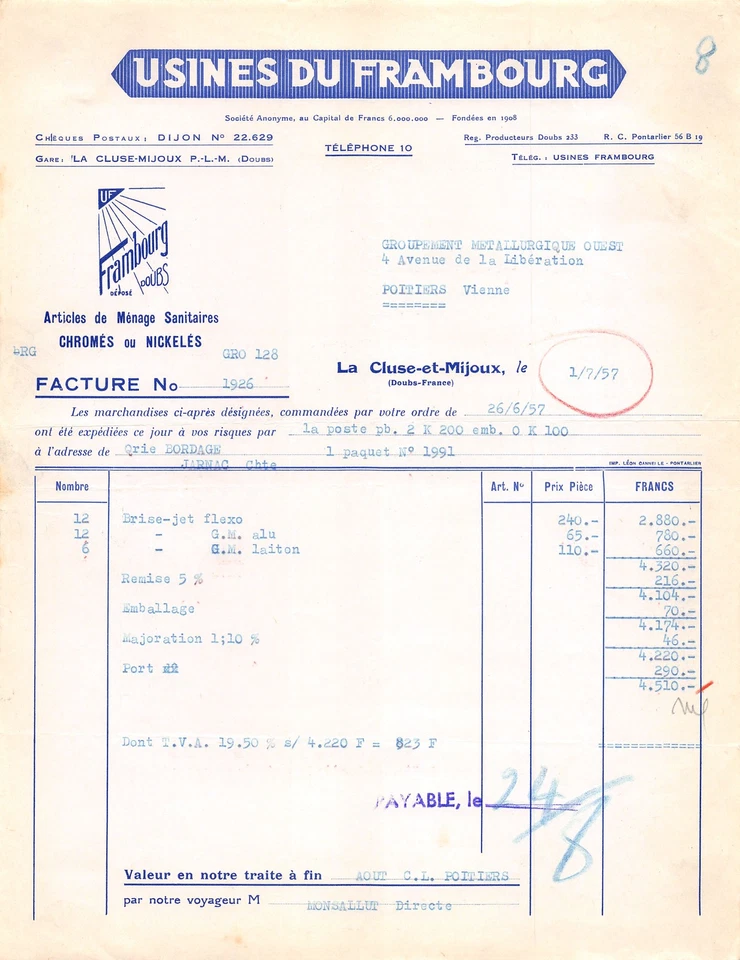 8
USINES DU FRAMBOURG
Société Anonyme, au Capital de Francs 6.000.000 — Fondées en 1908
Chèques Postaux: DIJON No 22.629
Reg. Producteurs Doubs 233 R. C. Pontarlier 56 B 19
TÉLÉPHONE 10
Gare: LA CLUSE-MIJOUX P.-L.-M. (Doubs)
Télég.: USINES FRAMBOURG
UF
Frambourg
DOUBS
DÉPOSÉ
GROUPEMENT METALLURGIQUE OUEST
4 Avenue de la Libération
POITIERS Vienne
========
Articles de Ménage Sanitaires
CHROMÉS ou NICKELÉS
BRG GRO 128
La Cluse-et-Mijoux, le 1/7/57
(Doubs-France)
FACTURE No 1926
Les marchandises ci-après désignées, commandées par votre ordre de 26/6/57
ont été expédiées ce jour à vos risques par la poste pb. 2 K 200 emb. 0 K 100
à l'adresse de Qrie BORDAGE 1 paquet N° 1991
JARNAC Chte
IMP. LÉON PONTARLIER
Nombre Art. No Prix Pièce FRANCS
12 Brise-jet flexo 240.- 2.880.-
12 - G.M. alu 65.- 780.-
6 - G.M. laiton 110.- 660.-
4.320.-
Remise 5 % 216.-
4.104.-
Emballage 70.-
4.174.-
Majoration 1;10 % 46.-
4.220.-
Port 290.-
4.510.-
Dont T.V.A. 19.50 % s/ 4.220 F = 823 F
==============
PAYABLE, le 24/8
Valeur en notre traite à fin AOUT C.L. POITIERS
par notre voyageur M MONSALLUT Directe